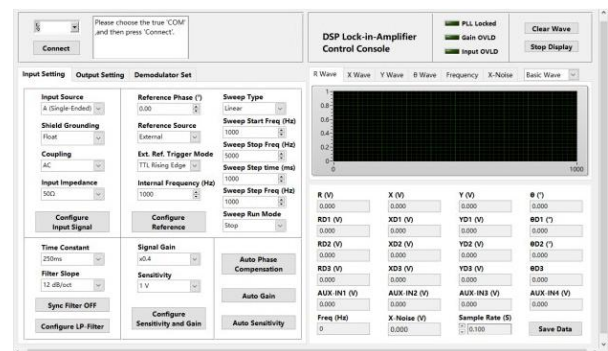 Please choose the true 'COM'
,and then press 'Connect'.
Connect
DSP Lock-in-Amplifier
Control Console
PLL Locked
Gain OVLD
Input OVLD
Clear Wave
Stop Display
Input Setting Output Setting Demodulator Set
Input Source
A (Single-Ended)
Shield Grounding
Float
Coupling
AC
Input Impedance
50Ω
Configure
Input Signal
Reference Phase (°)
0.00
Reference Source
External
Ext. Ref. Trigger Mode
TTL Rising Edge
Internal Frequency (Hz)
1000
Configure
Reference
Sweep Type
Linear
Sweep Start Freq (Hz)
1000
Sweep Stop Freq (Hz)
5000
Sweep Step time (ms)
1000
Sweep Step Freq (Hz)
1000
Sweep Run Mode
Stop
Time Constant
250ms
Filter Slope
12 dB/oct
Sync Filter OFF
Configure LP-Filter
Signal Gain
x0.4
Sensitivity
1 V
Configure
Sensitivity and Gain
Auto Phase
Compensation
Auto Gain
Auto Sensitivity
R Wave X Wave Y Wave θ Wave Frequency X-Noise Basic Wave
1
0.8
0.6
0.4
0.2
0
0 1000
R (V) X (V) Y (V) θ (°)
0.000 0.000 0.000 0.000
RD1 (V) XD1 (V) YD1 (V) θD1 (°)
0.000 0.000 0.000 0.000
RD2 (V) XD2 (V) YD2 (V) θD2 (°)
0.000 0.000 0.000 0.000
RD3 (V) XD3 (V) YD3 (V) θD3
0.000 0.000 0.000 0.000
AUX-IN1 (V) AUX-IN2 (V) AUX-IN3 (V) AUX-IN4 (V)
0.000 0.000 0.000 0.000
Freq (Hz) X-Noise (V) Sample Rate (S)
0 0.000 0.100 Save Data